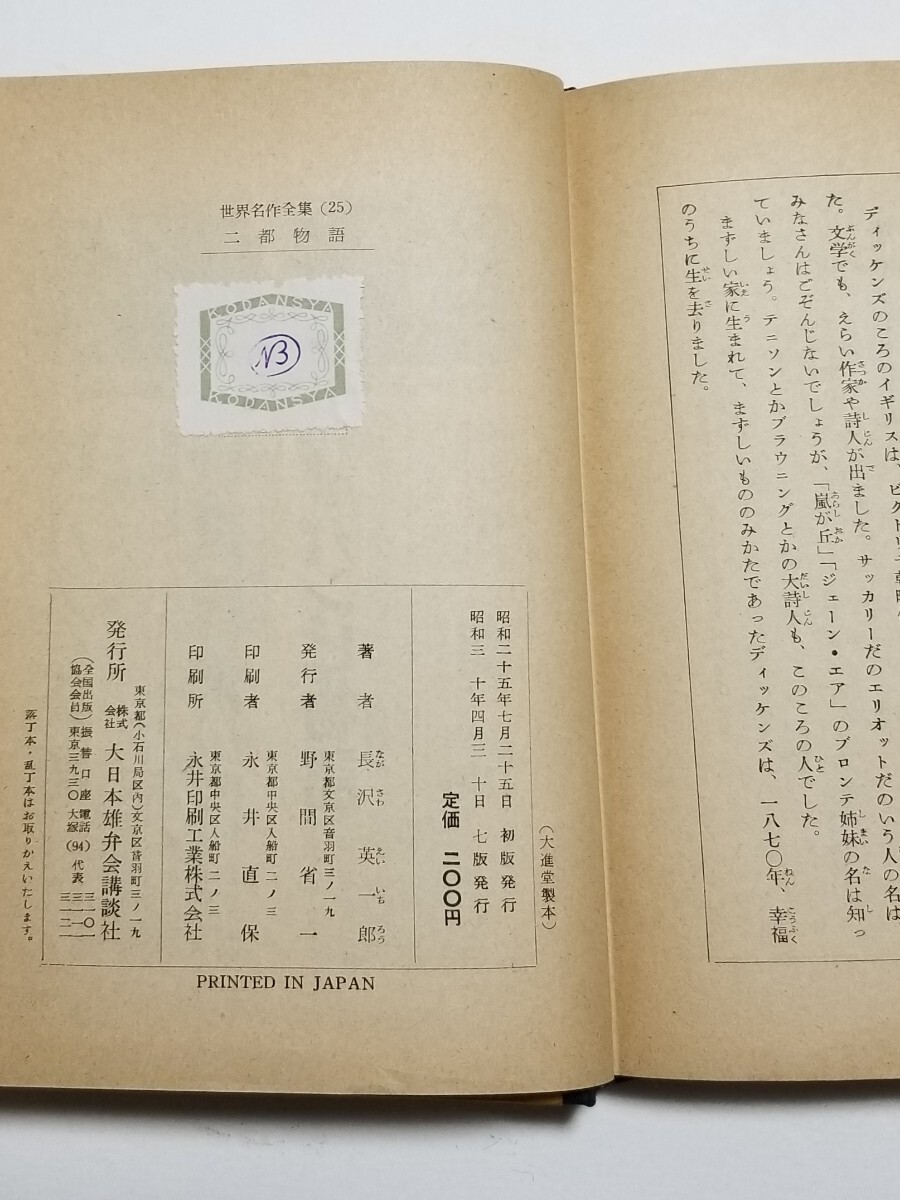 ディッケンズのころのイギリスは、ビクトリ
た。文学でも、えらい作家や詩人が出ました。サッカリーだのエリオットだのいう人の名は
みなさんはごぞんじないでしょうが、「嵐が丘」「ジェーン・エア」のブロンテ姉妹の名は知っ
ていましょう。テニソンとかブラウニングとかの大詩人も、このころの人でした。
まずしい家に生まれて、まずしいもののみかたであったディッケンズは、一八七〇年、幸福
のうちに生を去りました。
世界名作全集(25)
二都物語
KODANSYA
NB
KODANSYA
(大進堂製本)
昭和二十五年七月二十五日 初版発行
昭和三十年四月三十日 七版発行
定価 二〇〇円
著者 長沢英一郎
東京都文京区音羽町三ノ一九
発行者 野間省一
東京都中央区入船町二ノ三
印刷者 永井直保
東京都中央区入船町二ノ三
印刷所 永井印刷工業株式会社
東京都(小石川局区内)文京区音羽町三ノ一九
発行所 株式会社 大日本雄弁会講談社
(全国出版協会会員) 振替口座 東京三九三〇 電話 大塚(94) 代表
落丁本・乱丁本はお取りかえいたします。
PRINTED IN JAPAN